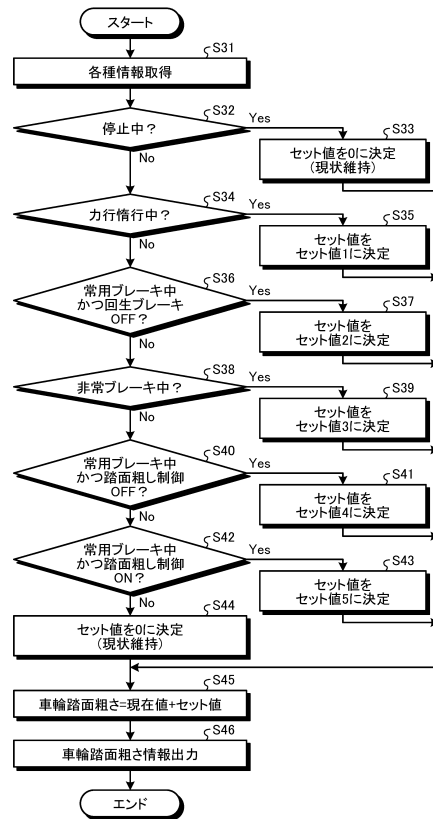 スタート
S31
各種情報取得
S32
停止中？
Yes
No
S33
セット値を0に決定
(現状維持)
S34
力行惰行中？
Yes
No
S35
セット値を
セット値1に決定
S36
常用ブレーキ中
かつ回生ブレーキ
OFF？
Yes
No
S37
セット値を
セット値2に決定
S38
非常ブレーキ中？
Yes
No
S39
セット値を
セット値3に決定
S40
常用ブレーキ中
かつ踏面粗し制御
OFF？
Yes
No
S41
セット値を
セット値4に決定
S42
常用ブレーキ中
かつ踏面粗し制御
ON？
Yes
No
S43
セット値を
セット値5に決定
S44
セット値を0に決定
(現状維持)
S45
車輪踏面粗さ=現在値+セット値
S46
車輪踏面粗さ情報出力
エンド